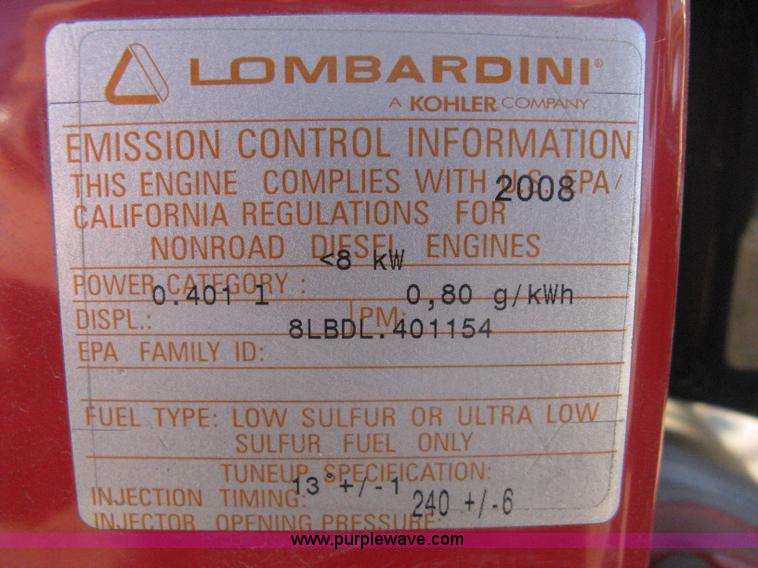 LOMBARDINI®
A KOHLER COMPANY
EMISSION CONTROL INFORMATION
THIS ENGINE COMPLIES WITH 2008 EPA/
CALIFORNIA REGULATIONS FOR
NONROAD DIESEL ENGINES
POWER CATEGORY : <8 kW
DISPL.: 0.401 l PM: 0,80 g/kWh
EPA FAMILY ID: 8LBDL.401154
FUEL TYPE: LOW SULFUR OR ULTRA LOW
SULFUR FUEL ONLY
TUNEUP SPECIFICATION:
INJECTION TIMING: 13°+/-1
INJECTOR OPENING PRESSURE: 240 +/-6
www.purplewave.com